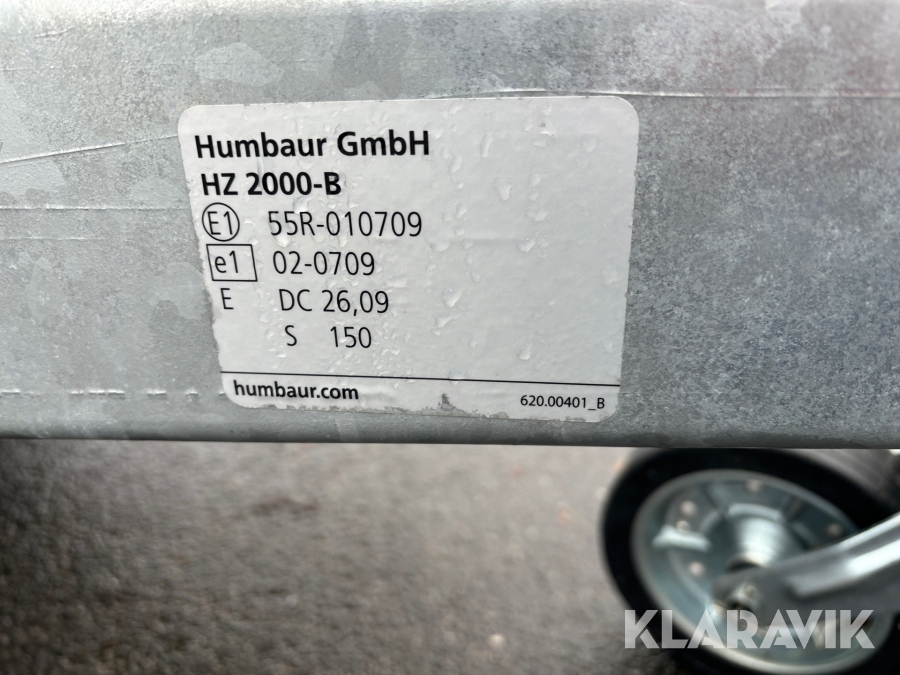 Humbaur GmbH
HZ 2000-B
E1 55R-010709
e1 02-0709
E DC 26,09
S 150
humbaur.com 620.00401_B
KLARAVIK